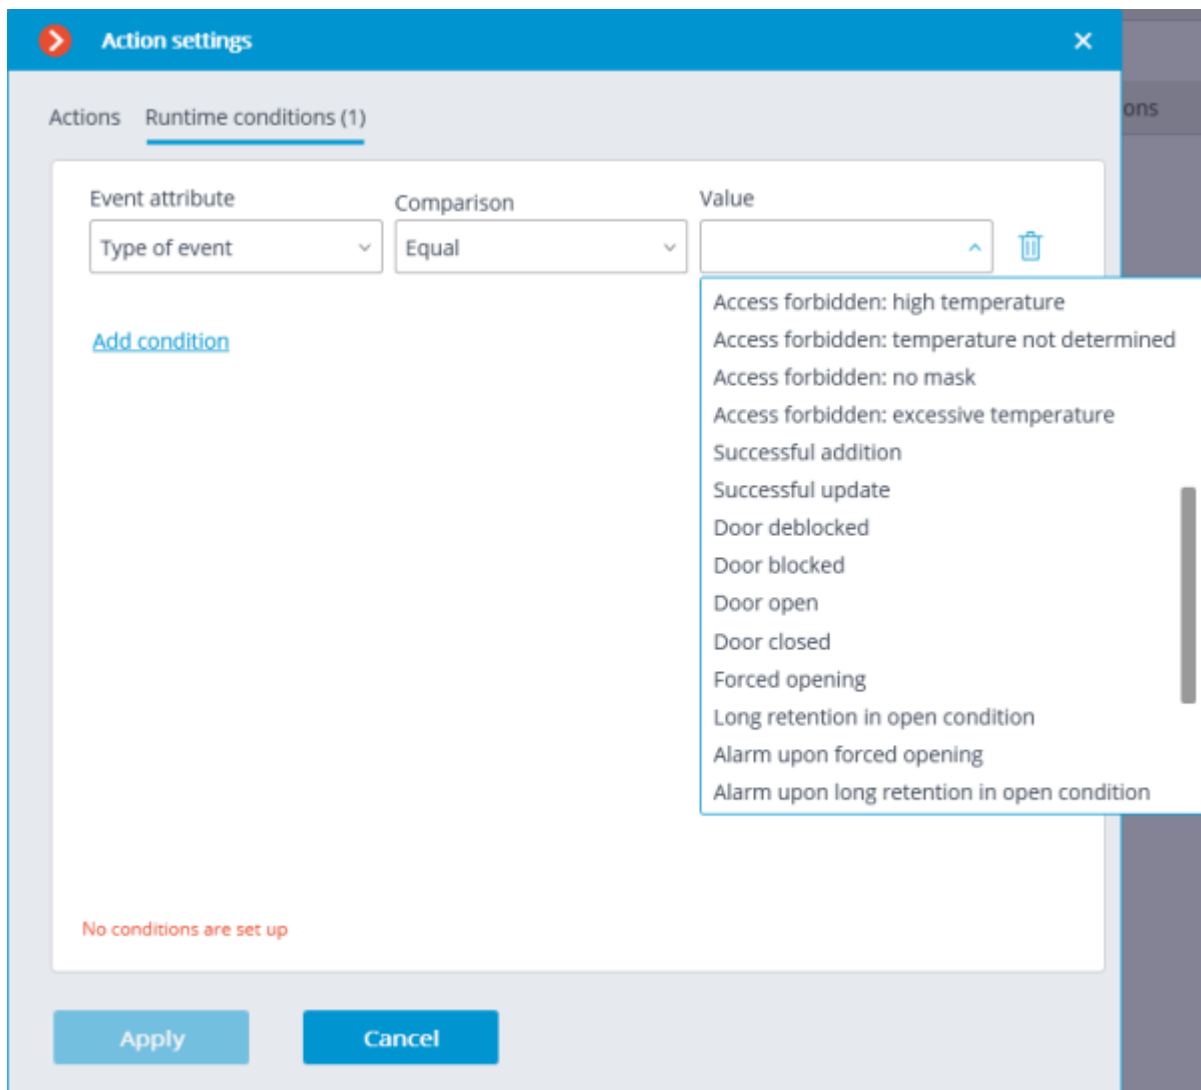 Action settings
ons
Actions Runtime conditions (1)
Event attribute Comparison Value
Type of event Equal
Add condition
Access forbidden: high temperature
Access forbidden: temperature not determined
Access forbidden: no mask
Access forbidden: excessive temperature
Successful addition
Successful update
Door deblocked
Door blocked
Door open
Door closed
Forced opening
Long retention in open condition
Alarm upon forced opening
Alarm upon long retention in open condition
No conditions are set up
Apply Cancel